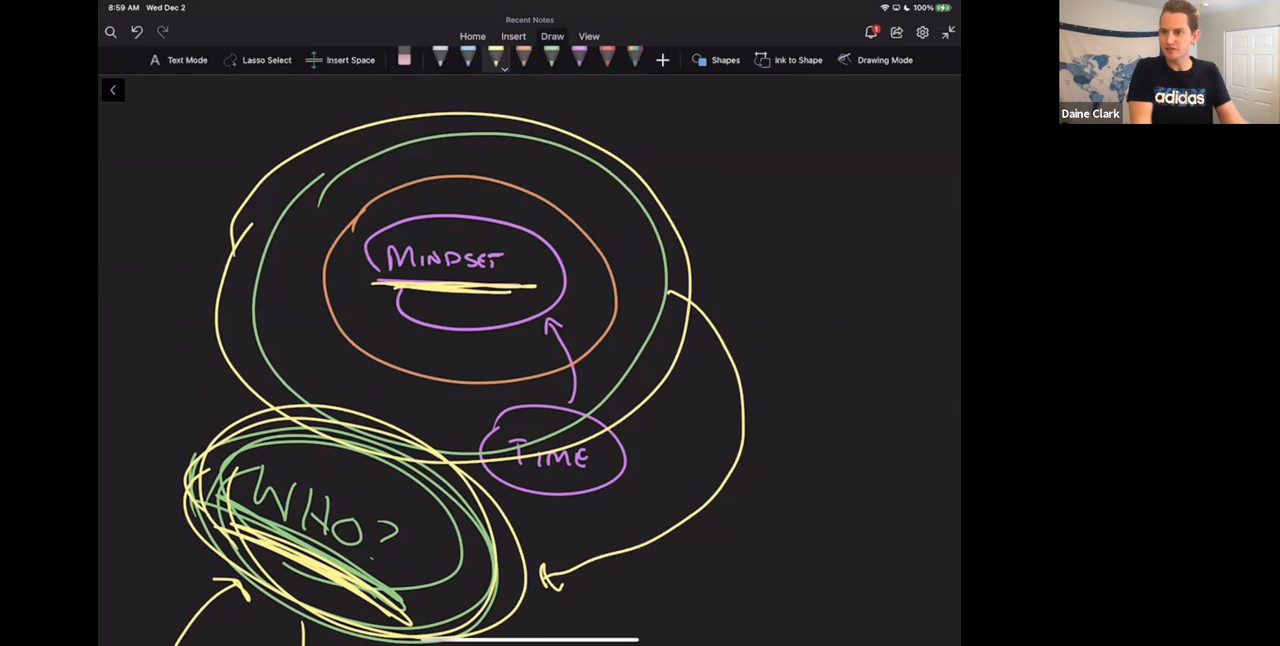 8:59 AM Wed Dec 2
100%
Recent Notes
Home Insert Draw View
1
Text Mode Lasso Select Insert Space Shapes Ink to Shape Drawing Mode
adidas
Daine Clark
MINDSET
TIME
WHO?